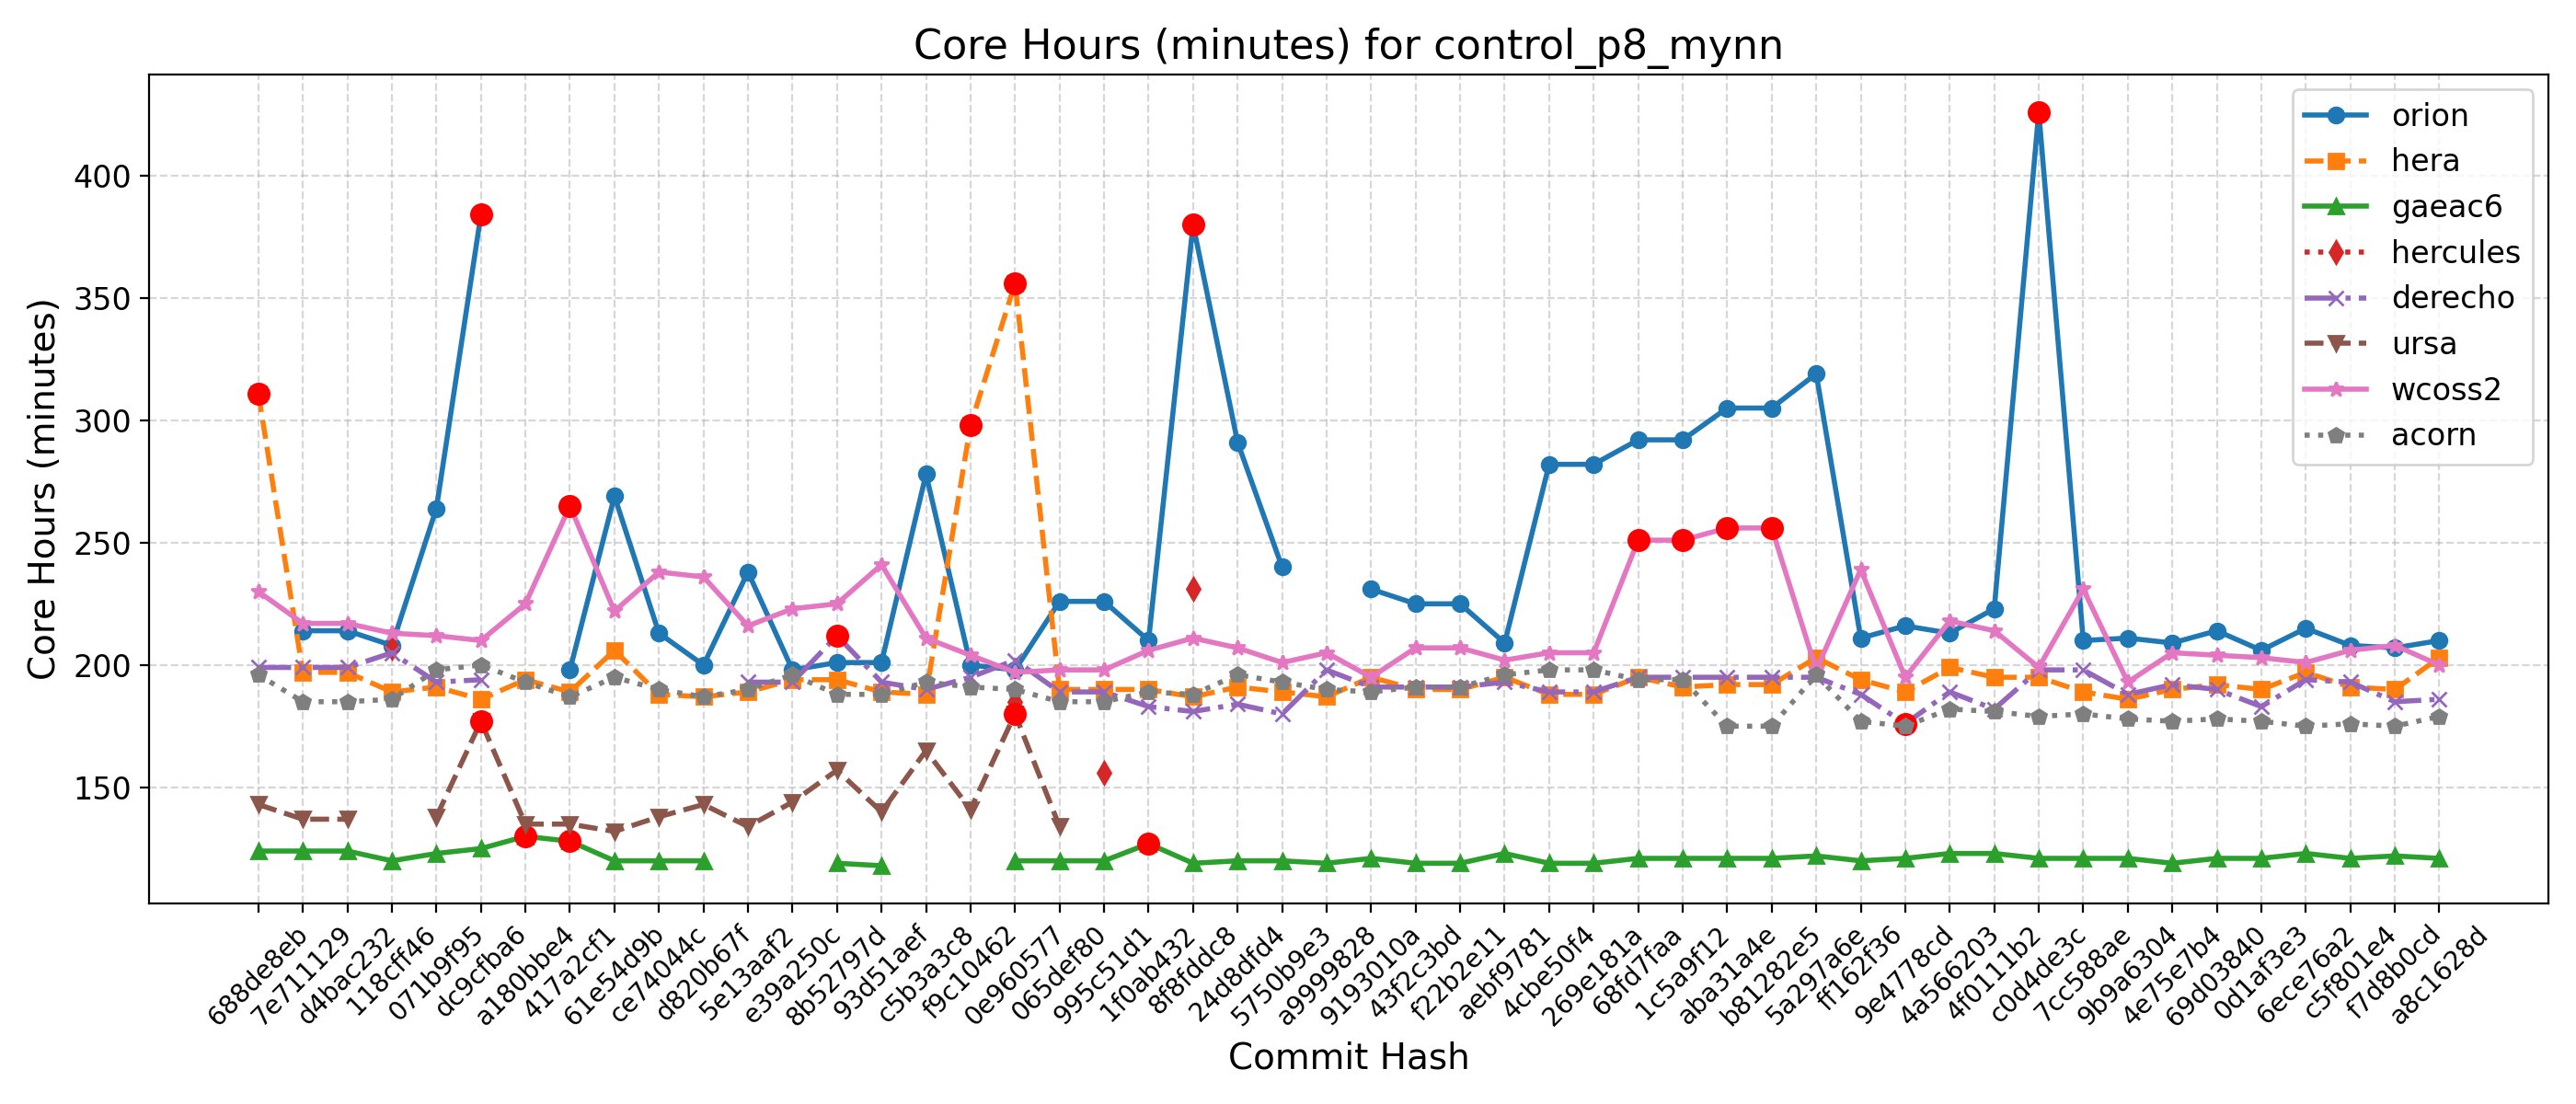 Core Hours (minutes) for control_p8_mynn
Core Hours (minutes)
400
350
300
250
200
150
orion
hera
gaeac6
hercules
derecho
ursa
wcoss2
acorn
688de8eb
7e711129
d4bac232
118cff46
071b9f95
dc9cfba6
a180bbe4
417a2cf1
61e54d9b
ce74044c
d820b67f
5e13aaf2
e39a250c
8b52797d
93d51aef
c5b3a3c8
f9c10462
0e960577
065def80
995c51d1
1f0ab432
8f8fddc8
24d8dfd4
5750b9e3
a9999828
9193010a
43f2c3bd
f22b2e11
aebf9781
4cbe50f4
269e181a
68fd7faa
1c5a9f12
aba31a4e
b81282e5
5a297a6e
ff162f36
9e4778cd
4a566203
4f0111b2
c0d4de3c
7cc588ae
9b9a6304
4e75e7b4
69d03840
0d1af3e3
6ece76a2
c5f801e4
f7d8b0cd
a8c1628d
Commit Hash